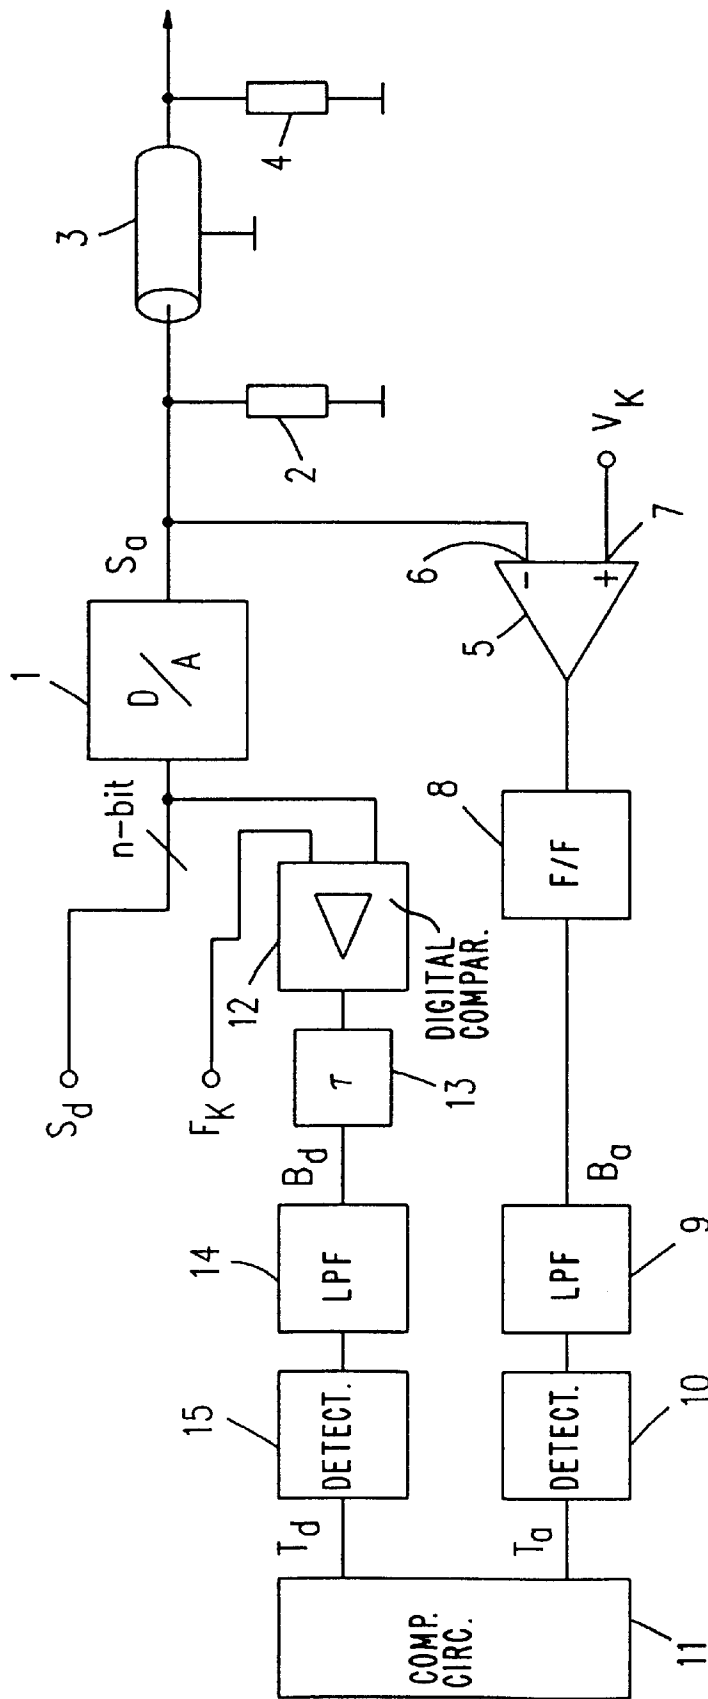 1
D/A
n-bit
S_d
S_a
3
4
2
F_K
12
DIGITAL
COMPAR.
τ
13
B_d
14
LPF
15
DETECT.
T_d
6
-
+
7
V_K
5
8
F/F
B_a
LPF
9
DETECT.
10
T_a
COMP.
CIRC.
11